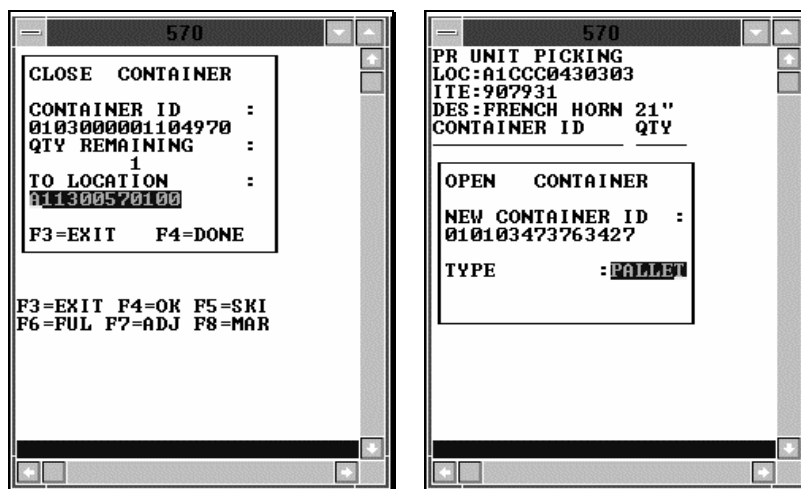 570
CLOSE CONTAINER
CONTAINER ID :
0103000001104970
QTY REMAINING :
1
TO LOCATION :
A11300570100
F3=EXIT F4=DONE
F3=EXIT F4=OK F5=SKI
F6=FUL F7=ADJ F8=MAR
570
PR UNIT PICKING
LOC:A1CCC0430303
ITE:907931
DES:FRENCH HORN 21"
CONTAINER ID QTY
OPEN CONTAINER
NEW CONTAINER ID :
010103473763427
TYPE :PALLET